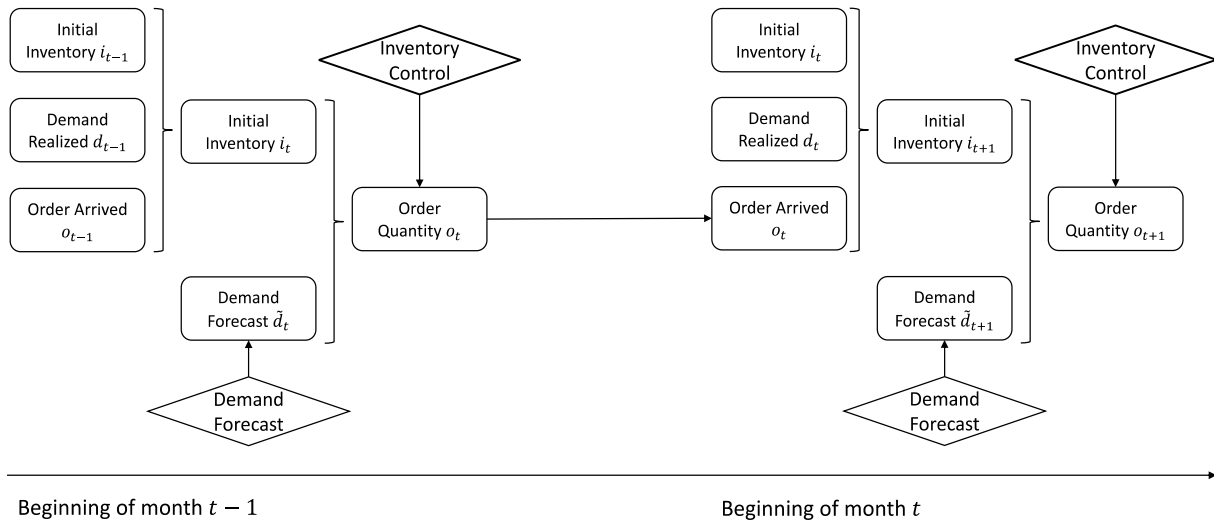 Initial
Inventory i_{t−1}
Demand
Realized d_{t−1}
Order Arrived
o_{t−1}
Initial
Inventory i_t
Demand
Forecast d̃_t
Demand
Forecast
Inventory
Control
Order
Quantity o_t
Initial
Inventory i_t
Demand
Realized d_t
Order Arrived
o_t
Initial
Inventory i_{t+1}
Demand
Forecast d̃_{t+1}
Demand
Forecast
Inventory
Control
Order
Quantity o_{t+1}
Beginning of month t − 1
Beginning of month t